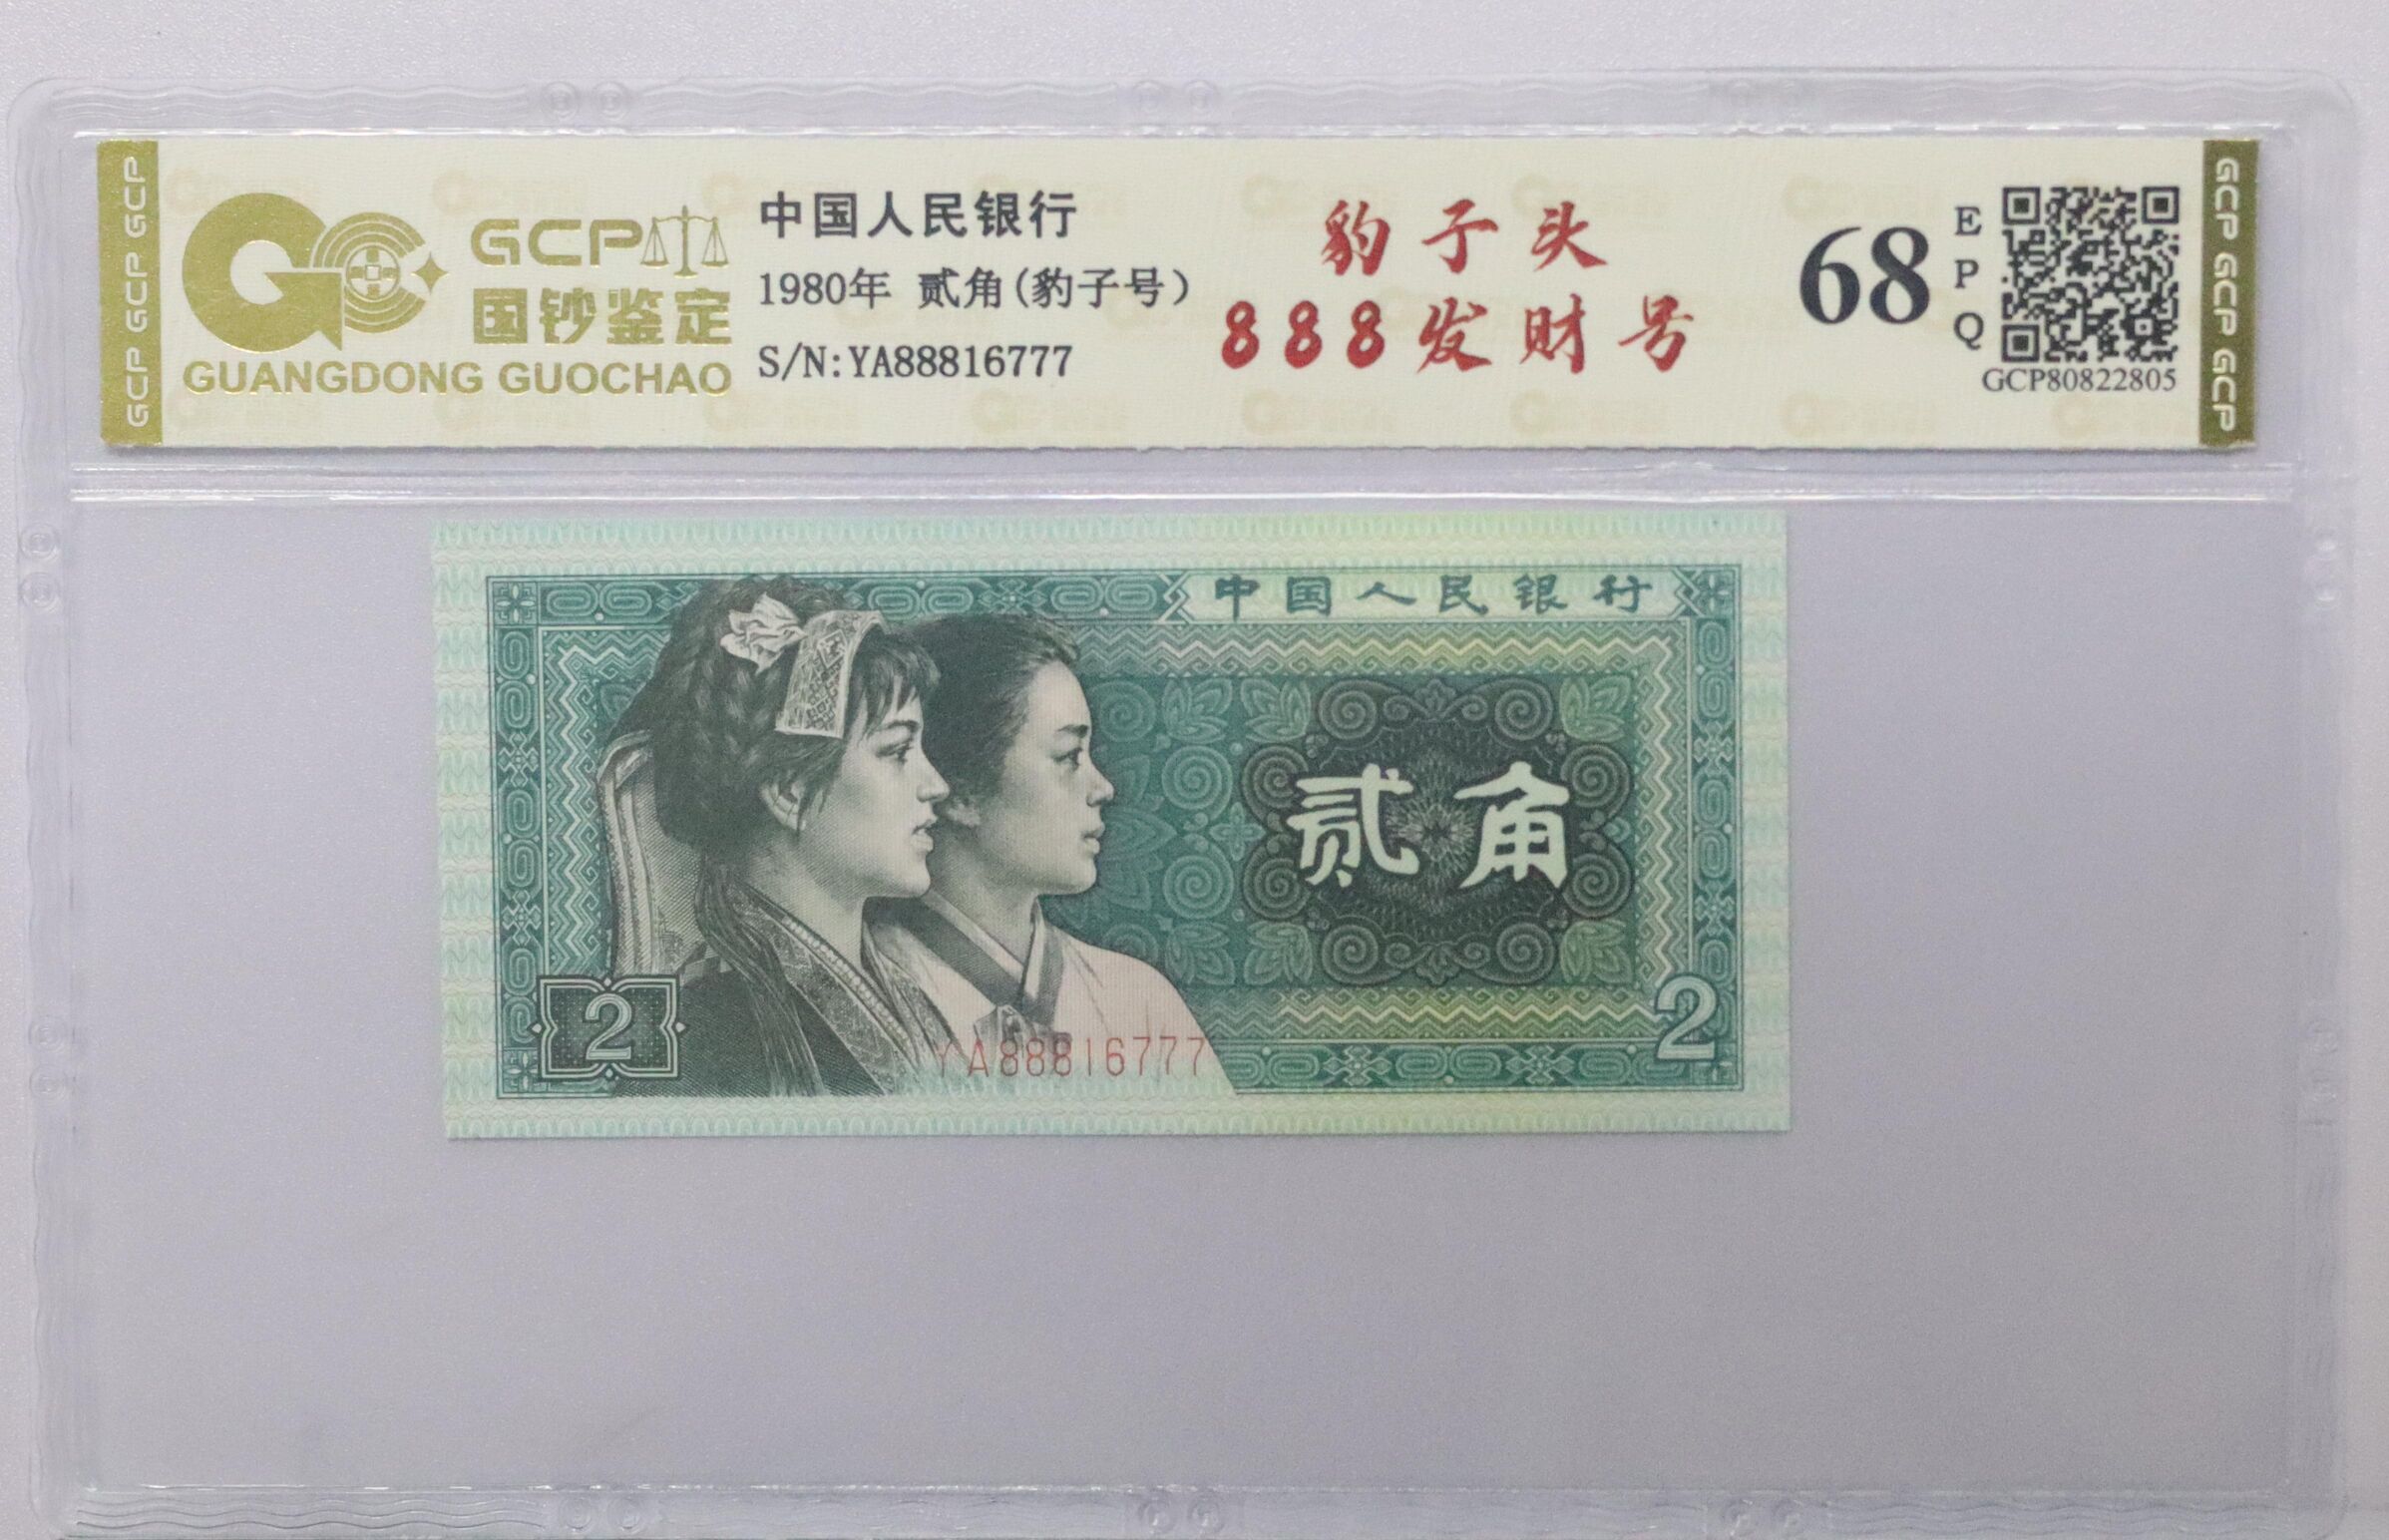 GCP GCP GCP
GCP
国钞鉴定
GUANGDONG GUOCHAO
中国人民银行
1980年 贰角(豹子号)
S/N:YA88816777
豹子头
888发财号
68
EPQ
GCP80822805
GCP GCP GCP
中国人民银行
贰角
2
YA88816777
2